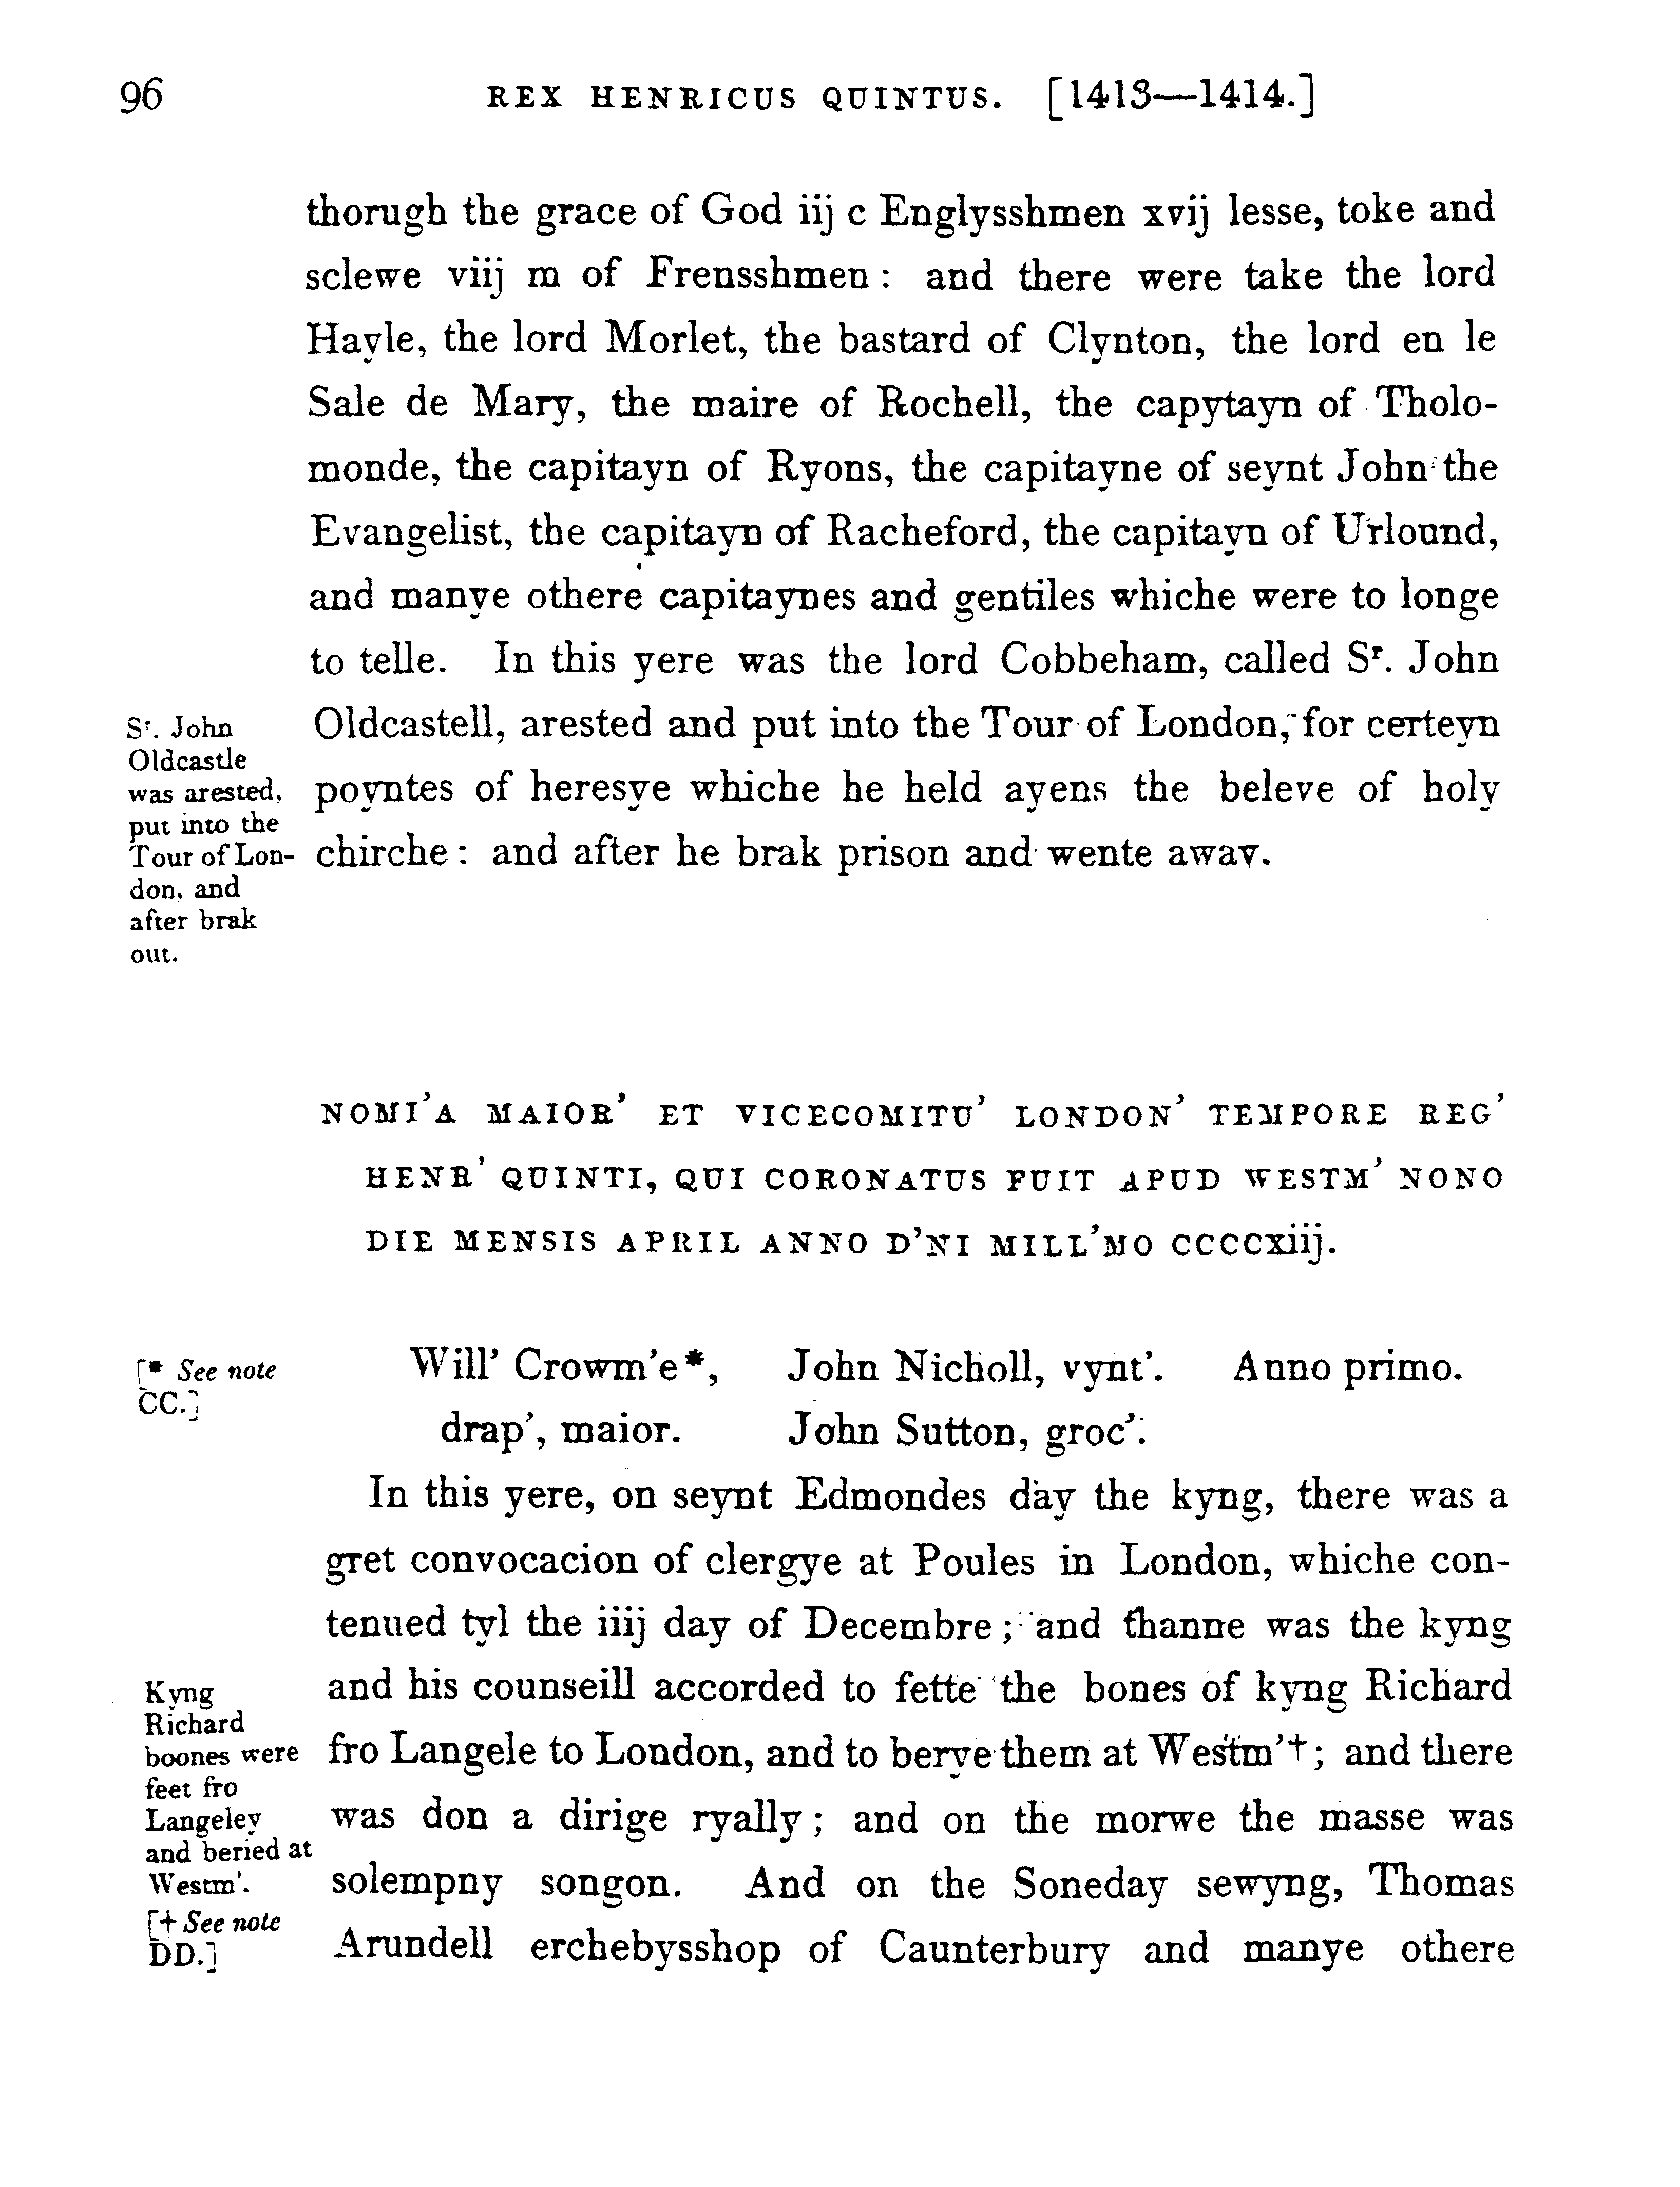 96 REX HENRICUS QUINTUS. [1413—1414.]
thorugh the grace of God iij c Englysshmen xvij lesse, toke and
sclewe viij m of Frensshmen : and there were take the lord
Hayle, the lord Morlet, the bastard of Clynton, the lord en le
Sale de Mary, the maire of Rochell, the capytayn of Tholo-
monde, the capitayn of Ryons, the capitayne of seynt John the
Evangelist, the capitayn of Racheford, the capitayn of Urlound,
and manye othere capitaynes and gentiles whiche were to longe
to telle. In this yere was the lord Cobbeham, called Sr. John
Oldcastell, arested and put into the Tour of London, for certeyn
poyntes of heresye whiche he held ayens the beleve of holy
chirche : and after he brak prison and wente away.
Sr. John
Oldcastle
was arested,
put into the
Tour of Lon-
don, and
after brak
out.
NOMI'A MAIOR' ET VICECOMITU' LONDON' TEMPORE REG'
HENR' QUINTI, QUI CORONATUS FUIT APUD WESTM' NONO
DIE MENSIS APRIL ANNO D'NI MILL'MO CCCCxiij.
[* See note
CC.]
Will' Crowm'e*, John Nicholl, vynt'. Anno primo.
drap', maior. John Sutton, groc'.
In this yere, on seynt Edmondes day the kyng, there was a
gret convocacion of clergye at Poules in London, whiche con-
tenued tyl the iiij day of Decembre ; and thanne was the kyng
and his counseill accorded to fette the bones of kyng Richard
fro Langele to London, and to berye them at Westm'† ; and there
was don a dirige ryally ; and on the morwe the masse was
solempny songon. And on the Soneday sewyng, Thomas
Arundell erchebysshop of Caunterbury and manye othere
Kyng
Richard
boones were
feet fro
Langeley
and beried at
Westm'.
[† See note
DD.]